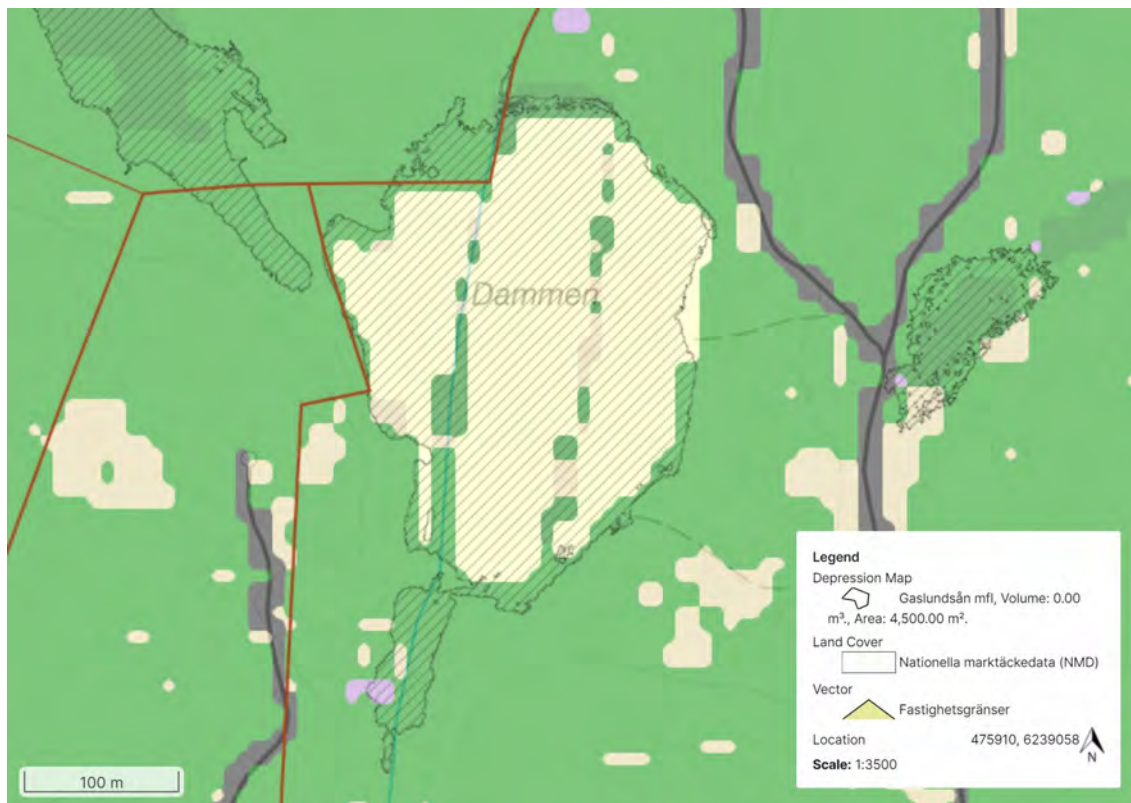 Dammen
Legend
Depression Map
Gaslundsån mfl, Volume: 0.00
m³., Area: 4,500.00 m².
Land Cover
Nationella marktäckedata (NMD)
Vector
Fastighetsgränser
Location 475910, 6239058
N
Scale: 1:3500
100 m